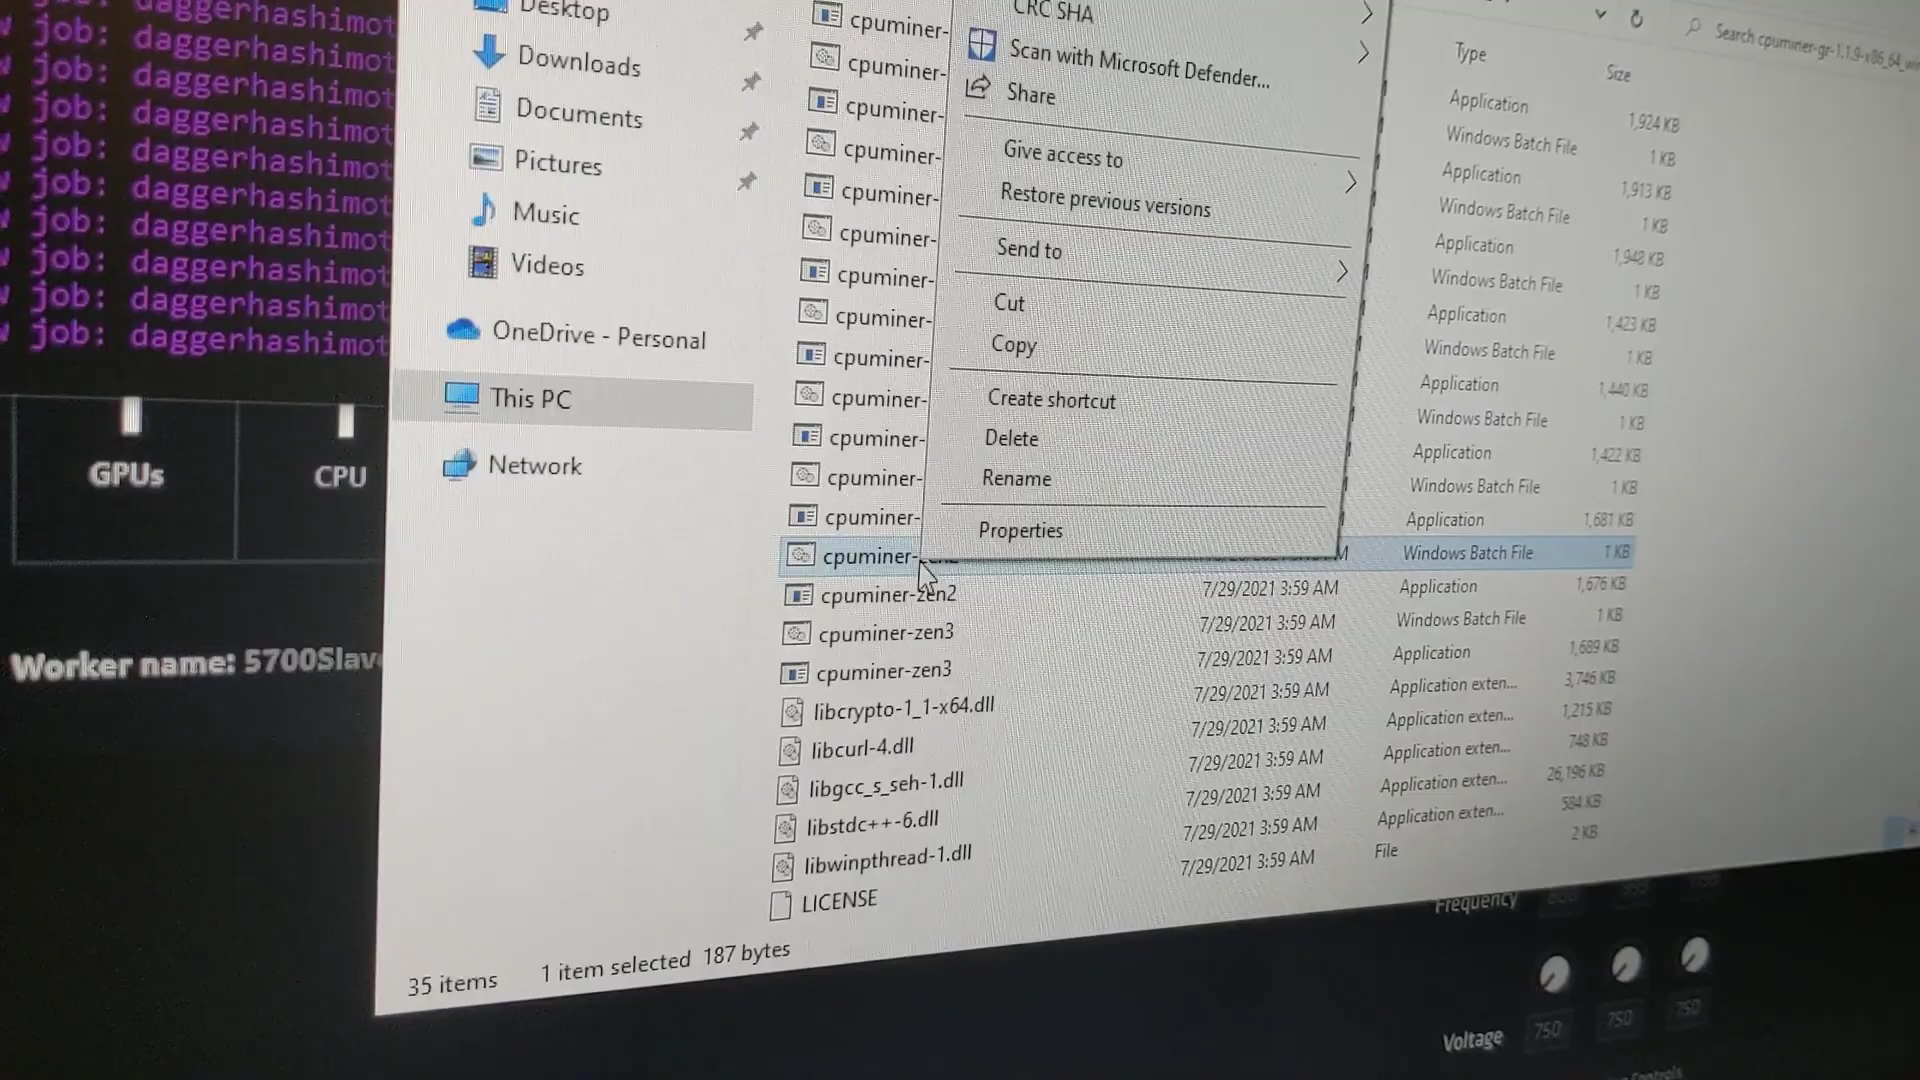 job: daggerhashimot
job: daggerhashimot
job: daggerhashimot
job: daggerhashimot
job: daggerhashimot
job: daggerhashimot
job: daggerhashimot
job: daggerhashimot
job: daggerhashimot
GPUs
CPU
Worker name: 5700Slav
Desktop
Downloads
Documents
Pictures
Music
Videos
OneDrive - Personal
This PC
Network
cpuminer-
cpuminer-
cpuminer-
cpuminer-
cpuminer-
cpuminer-
cpuminer-
cpuminer-
cpuminer-
cpuminer-
cpuminer-
cpuminer-
cpuminer-
cpuminer-
cpuminer-zen2
cpuminer-zen3
cpuminer-zen3
libcrypto-1_1-x64.dll
libcurl-4.dll
libgcc_s_seh-1.dll
libstdc++-6.dll
libwinpthread-1.dll
LICENSE
35 items 1 item selected 187 bytes
CRC SHA
Scan with Microsoft Defender...
Share
Give access to
Restore previous versions
Send to
Cut
Copy
Create shortcut
Delete
Rename
Properties
7/29/2021 3:59 AM
7/29/2021 3:59 AM
7/29/2021 3:59 AM
7/29/2021 3:59 AM
7/29/2021 3:59 AM
7/29/2021 3:59 AM
7/29/2021 3:59 AM
7/29/2021 3:59 AM
7/29/2021 3:59 AM
Search cpuminer-gr-1.1.9-x86_64_win
Type Size
Application 1,924 KB
Windows Batch File 1 KB
Application 1,913 KB
Windows Batch File 1 KB
Application 1,948 KB
Windows Batch File 1 KB
Application 1,423 KB
Windows Batch File 1 KB
Application 1,440 KB
Windows Batch File 1 KB
Application 1,422 KB
Windows Batch File 1 KB
Application 1,681 KB
Windows Batch File 1 KB
Application 1,676 KB
Windows Batch File 1 KB
Application 1,689 KB
Application exten... 3,746 KB
Application exten... 1,215 KB
Application exten... 748 KB
Application exten... 26,196 KB
Application exten... 584 KB
File 2 KB
Frequency
Voltage 750 750 750